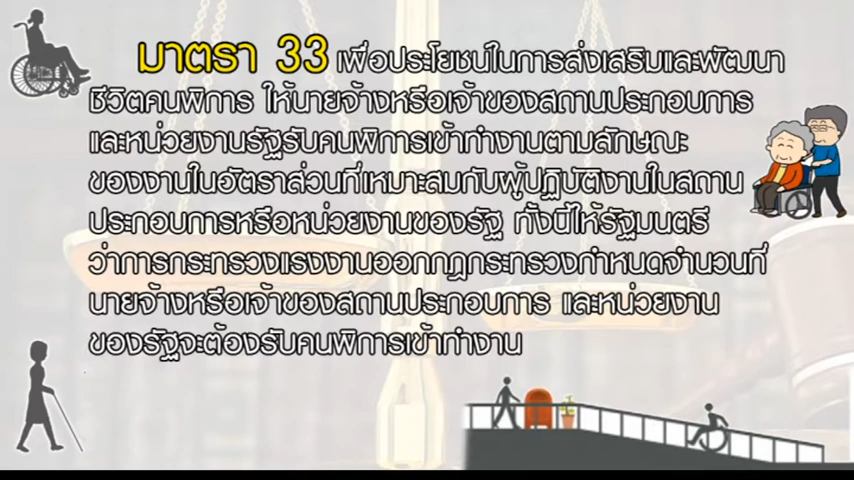 มาตรา 33 เพื่อประโยชน์ในการส่งเสริมและพัฒนา
ชีวิตคนพิการ ให้นายจ้างหรือเจ้าของสถานประกอบการ
และหน่วยงานรัฐรับคนพิการเข้าทำงานตามลักษณะ
ของงานในอัตราส่วนที่เหมาะสมกับผู้ปฏิบัติงานในสถาน
ประกอบการหรือหน่วยงานของรัฐ ทั้งนี้ให้รัฐมนตรี
ว่าการกระทรวงแรงงานออกกฎกระทรวงกำหนดจำนวนที่
นายจ้างหรือเจ้าของสถานประกอบการ และหน่วยงาน
ของรัฐจะต้องรับคนพิการเข้าทำงาน